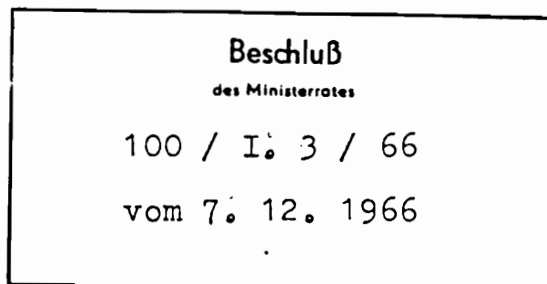 Beschluß
des Ministerrates
100 / I. 3 / 66
vom 7. 12. 1966